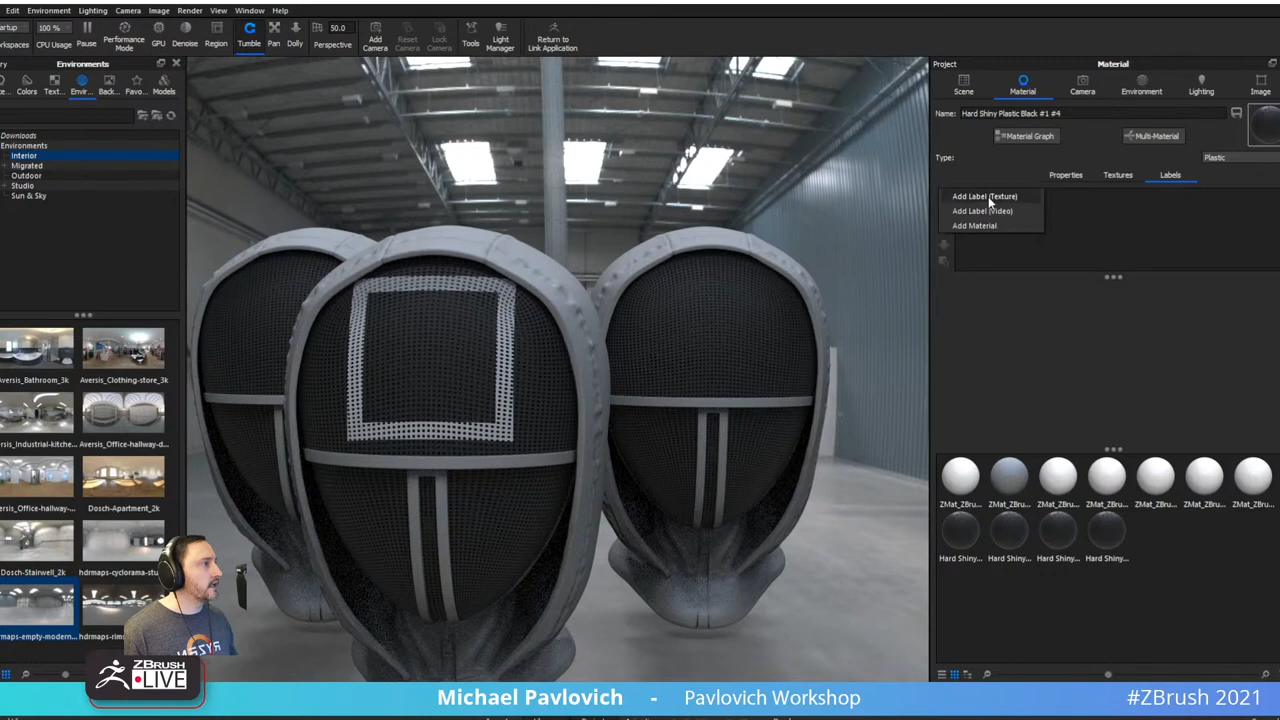 Edit Environment Lighting Camera Image Render Window Help
100 % 50.0
CPU Usage Pause Performance Mode GPU Denoise Region Tumble Pan Dolly Perspective Add Camera Reset Camera Lock Camera Tools Light Manager Return to Link Application
Environments
Colors Text... Envir... Back... Favo... Models
Downloads
Environments
Interior
Migrated
Outdoor
Studio
Sun & Sky
Aversis_Bathroom_3k Aversis_Clothing-store_3k
Aversis_Industrial-kitche... Aversis_Office-hallway-d...
Aversis_Office-hallway-... Dosch-Apartment_2k
Dosch-Stairwell_2k hdrmaps-cyclorama-stu...
Project Material
Scene Material Camera Environment Lighting Image
Name: Hard Shiny Plastic Black #1 #4
Material Graph Multi-Material
Type: Plastic
Properties Textures Labels
Add Label (Texture)
Add Label (Video)
Add Material
ZMat_ZBru... ZMat_ZBru... ZMat_ZBru... ZMat_ZBru... ZMat_ZBru... ZMat_ZBru... ZMat_ZBru...
Hard Shiny... Hard Shiny... Hard Shiny... Hard Shiny...
ZBRUSH
LIVE
Michael Pavlovich - Pavlovich Workshop #ZBrush 2021